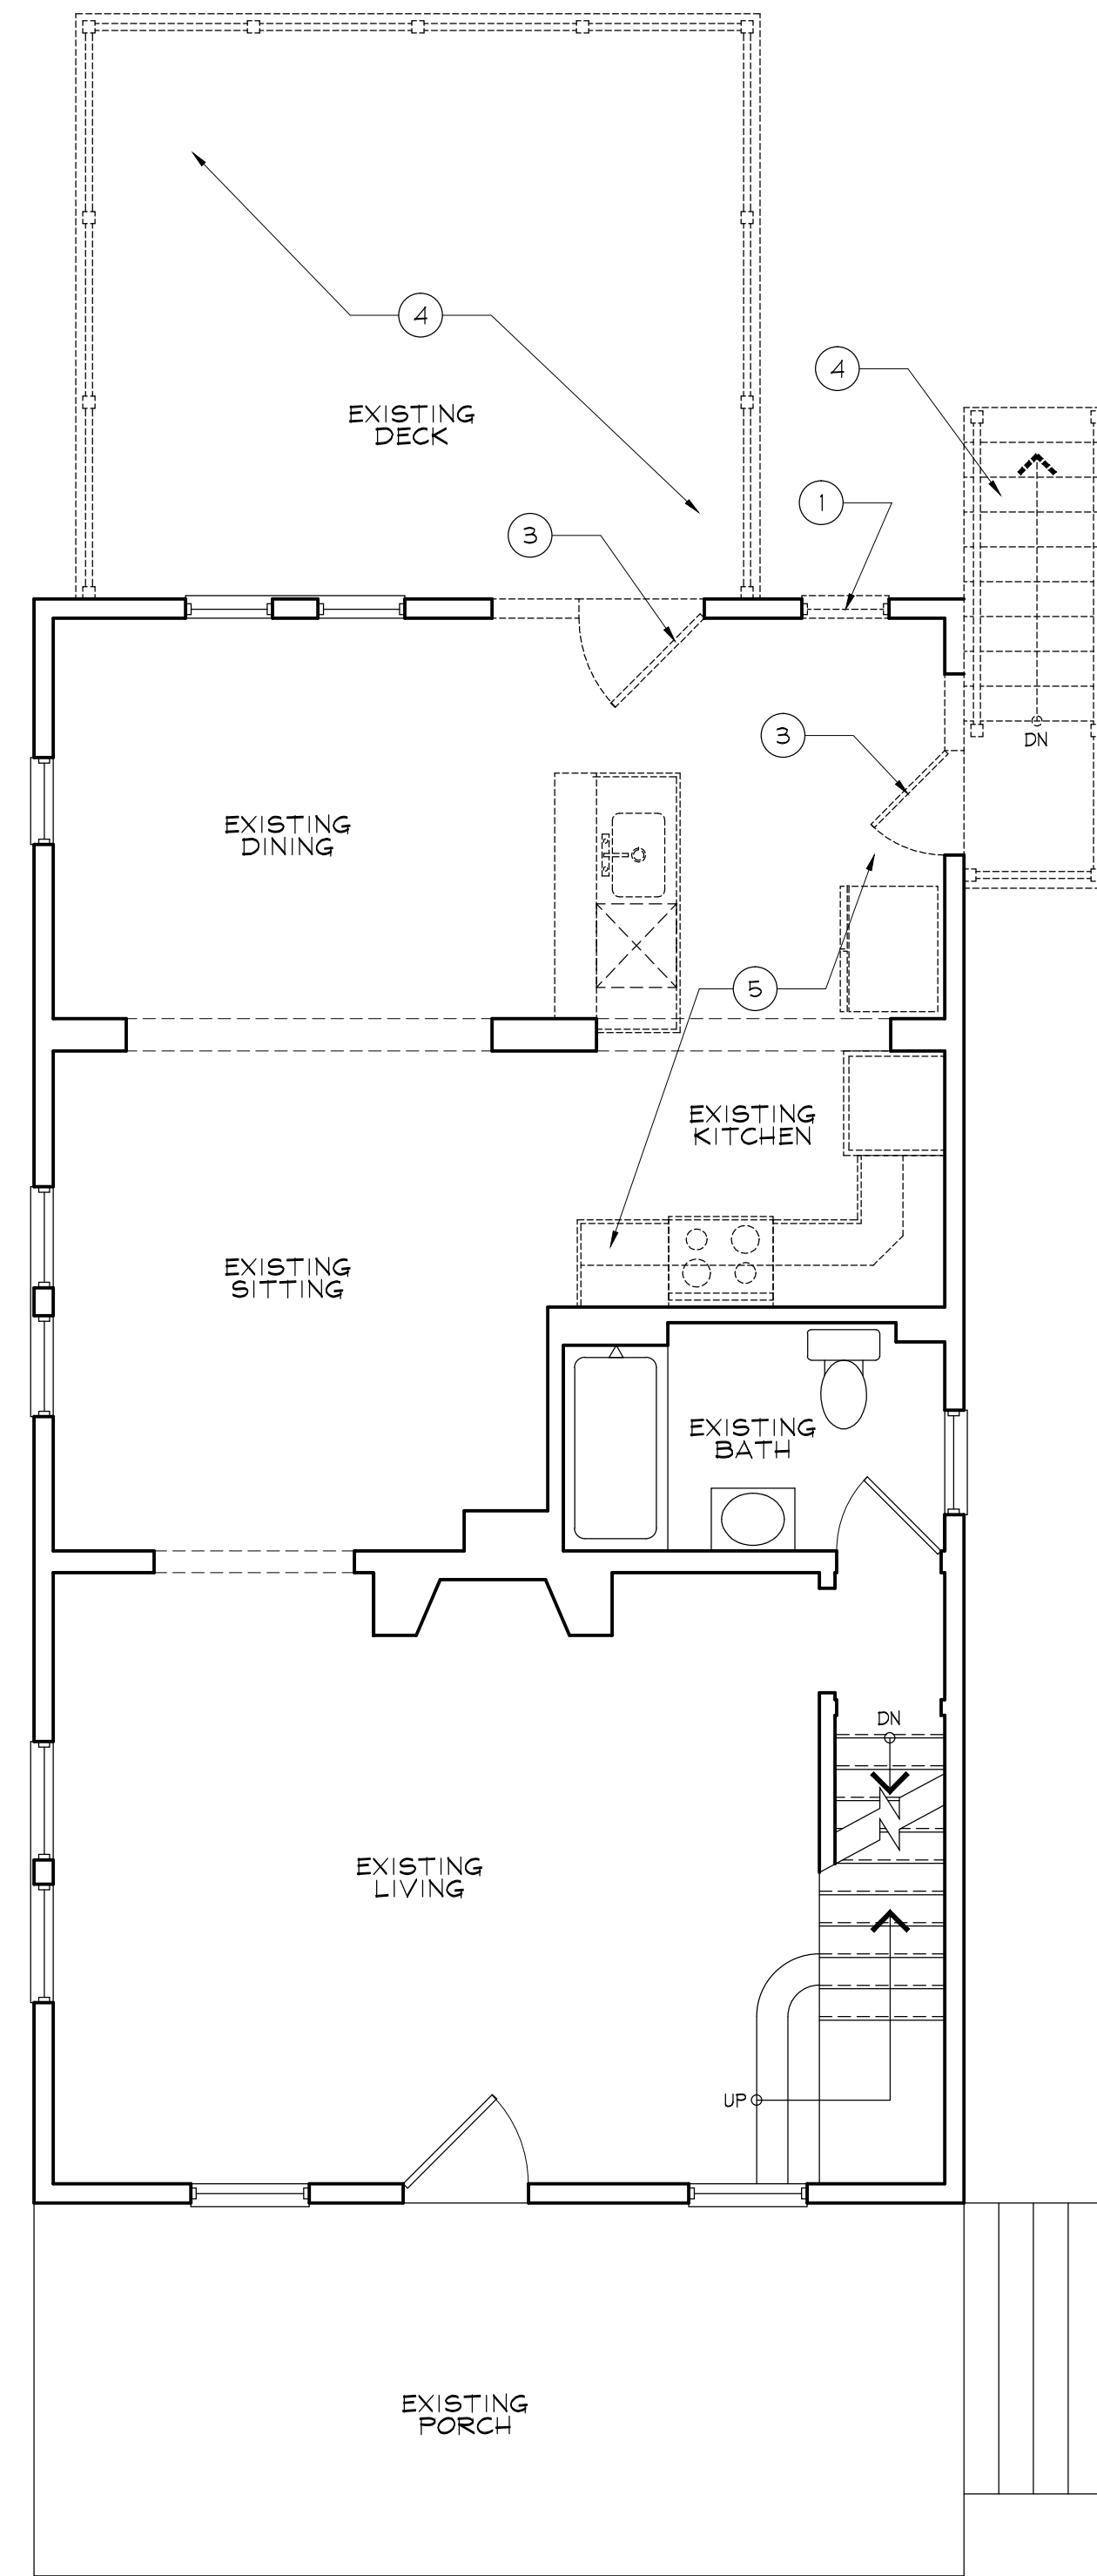 4
4
EXISTING
DECK
1
3
3
DN
EXISTING
DINING
5
EXISTING
KITCHEN
EXISTING
SITTING
EXISTING
BATH
DN
EXISTING
LIVING
UP
EXISTING
PORCH